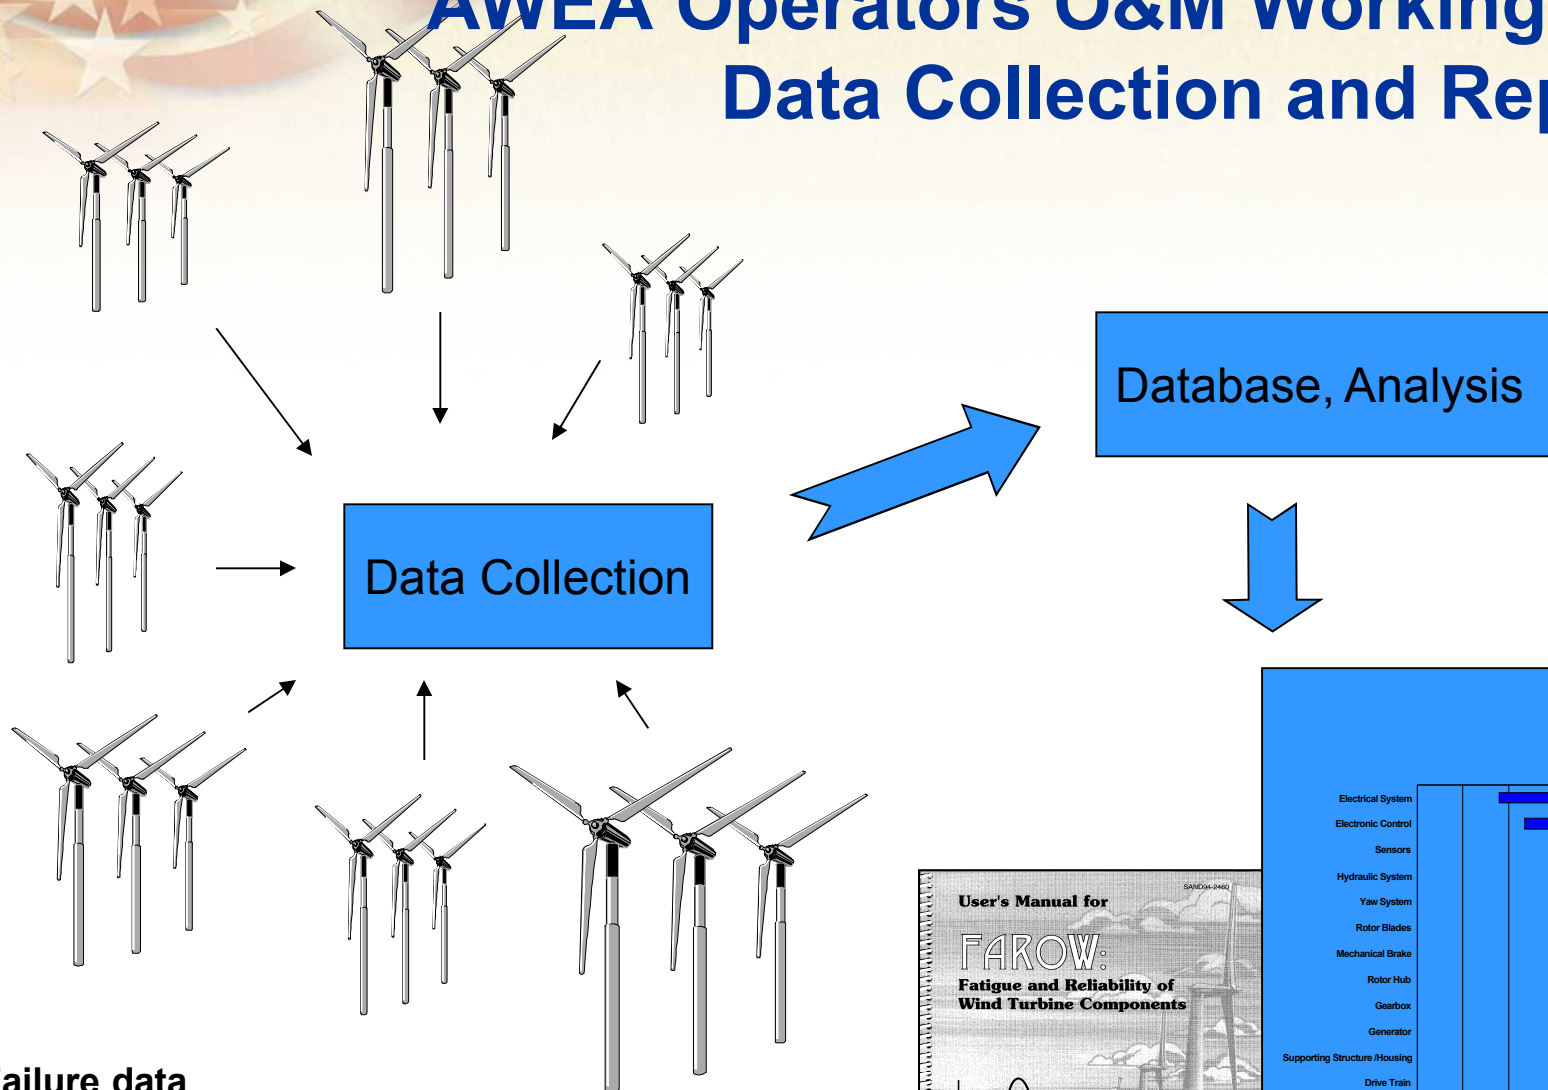 AWEA Operators O&M Working
Data Collection and Rep
Database, Analysis
Data Collection
Electrical System
Electronic Control
Sensors
Hydraulic System
Yaw System
Rotor Blades
Mechanical Brake
Rotor Hub
Gearbox
Generator
Supporting Structure /Housing
Drive Train
SAND94-2460
User's Manual for
FAROW:
Fatigue and Reliability of
Wind Turbine Components
ailure data